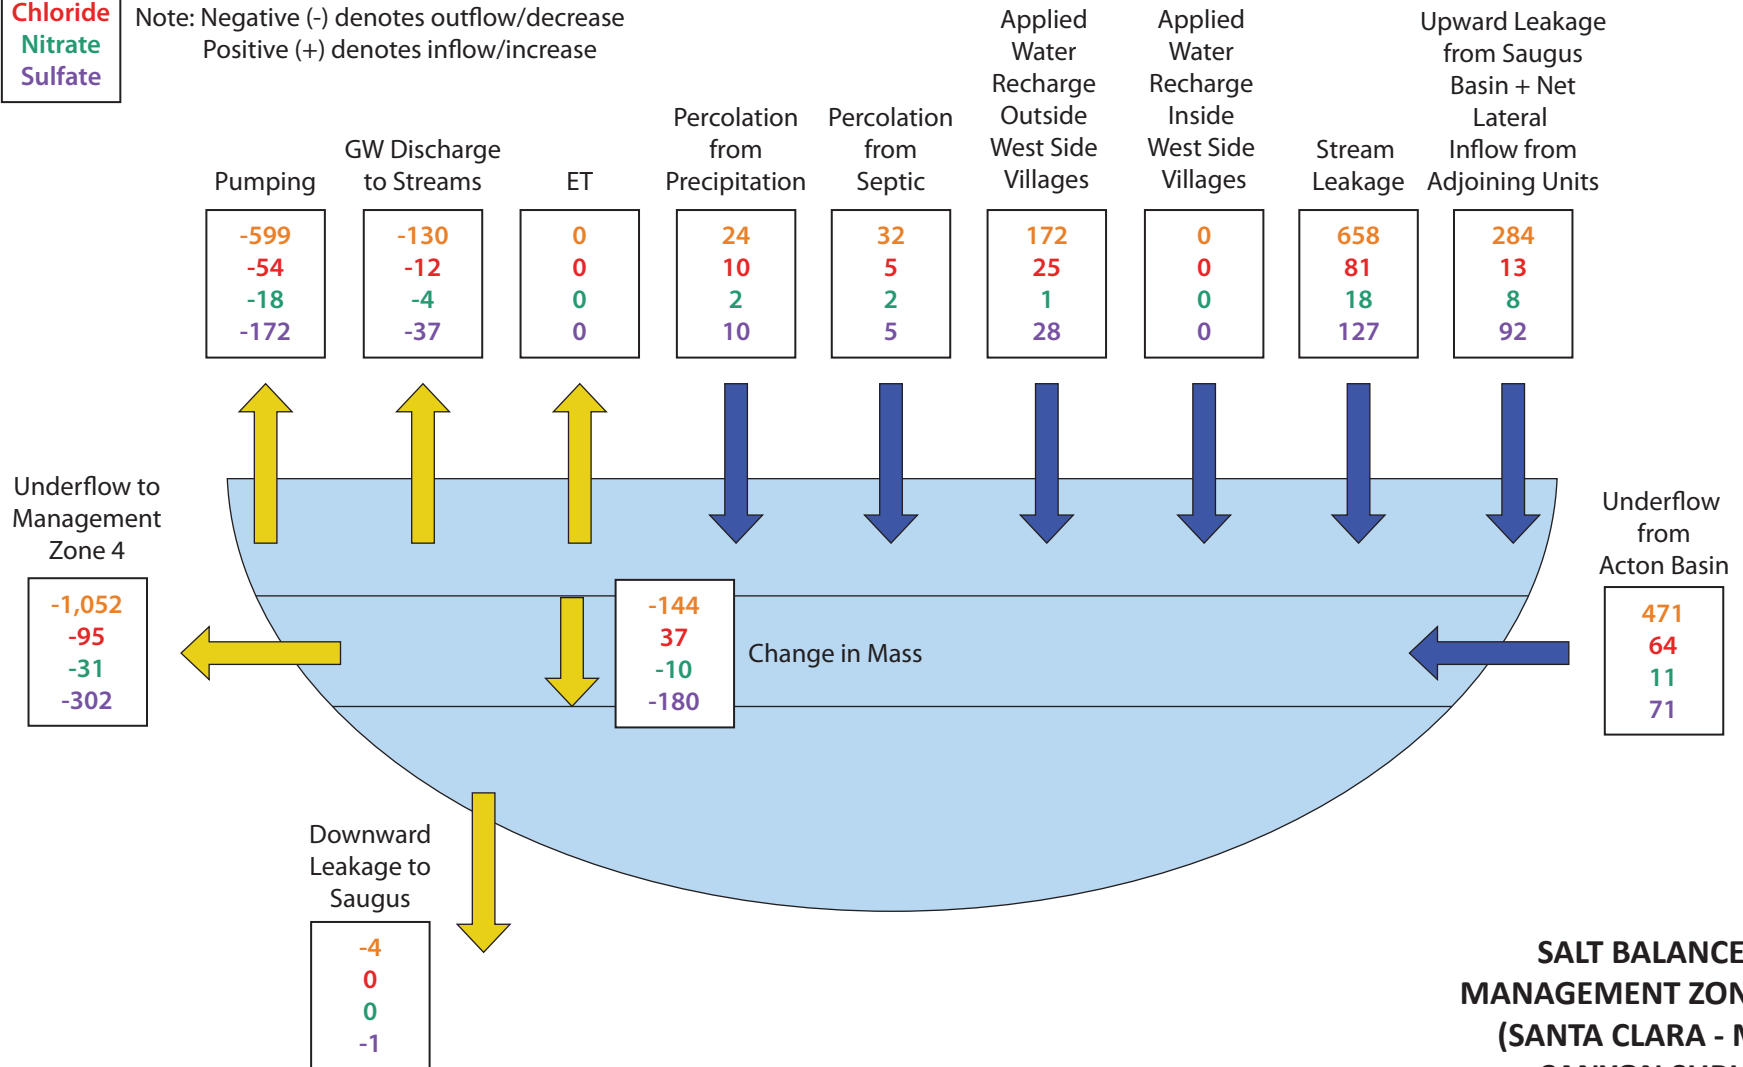 Chloride
Nitrate
Sulfate
Note: Negative (-) denotes outflow/decrease
Positive (+) denotes inflow/increase
Pumping
-599
-54
-18
-172
GW Discharge
to Streams
-130
-12
-4
-37
ET
0
0
0
0
Percolation
from
Precipitation
24
10
2
10
Percolation
from
Septic
32
5
2
5
Applied
Water
Recharge
Outside
West Side
Villages
172
25
1
28
Applied
Water
Recharge
Inside
West Side
Villages
0
0
0
0
Stream
Leakage
658
81
18
127
Upward Leakage
from Saugus
Basin + Net
Lateral
Inflow from
Adjoining Units
284
13
8
92
Underflow to
Management
Zone 4
-1,052
-95
-31
-302
-144
37
-10
-180
Change in Mass
Underflow
from
Acton Basin
471
64
11
71
Downward
Leakage to
Saugus
-4
0
0
-1
SALT BALANCE
MANAGEMENT ZON
(SANTA CLARA -